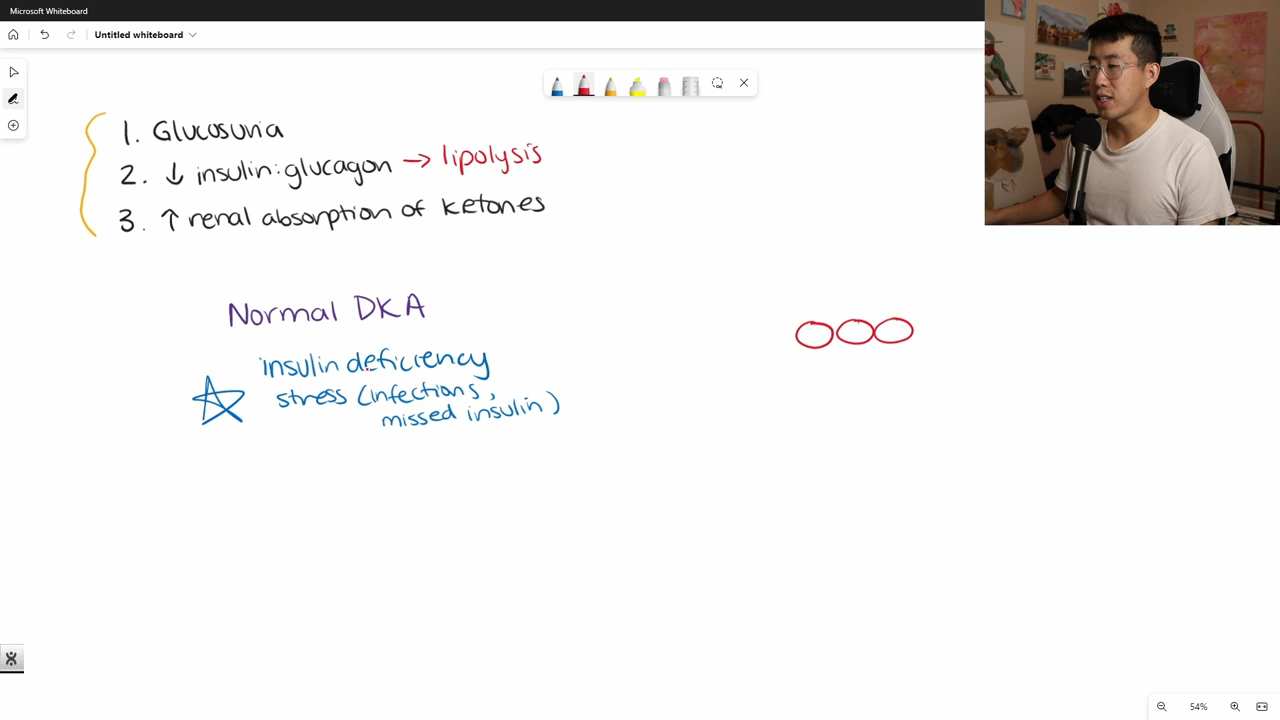 Microsoft Whiteboard
Untitled whiteboard
1. Glucosuria
2. ↓ insulin:glucagon → lipolysis
3. ↑ renal absorption of ketones
Normal DKA
insulin deficiency
stress (infections,
missed insulin)
54%